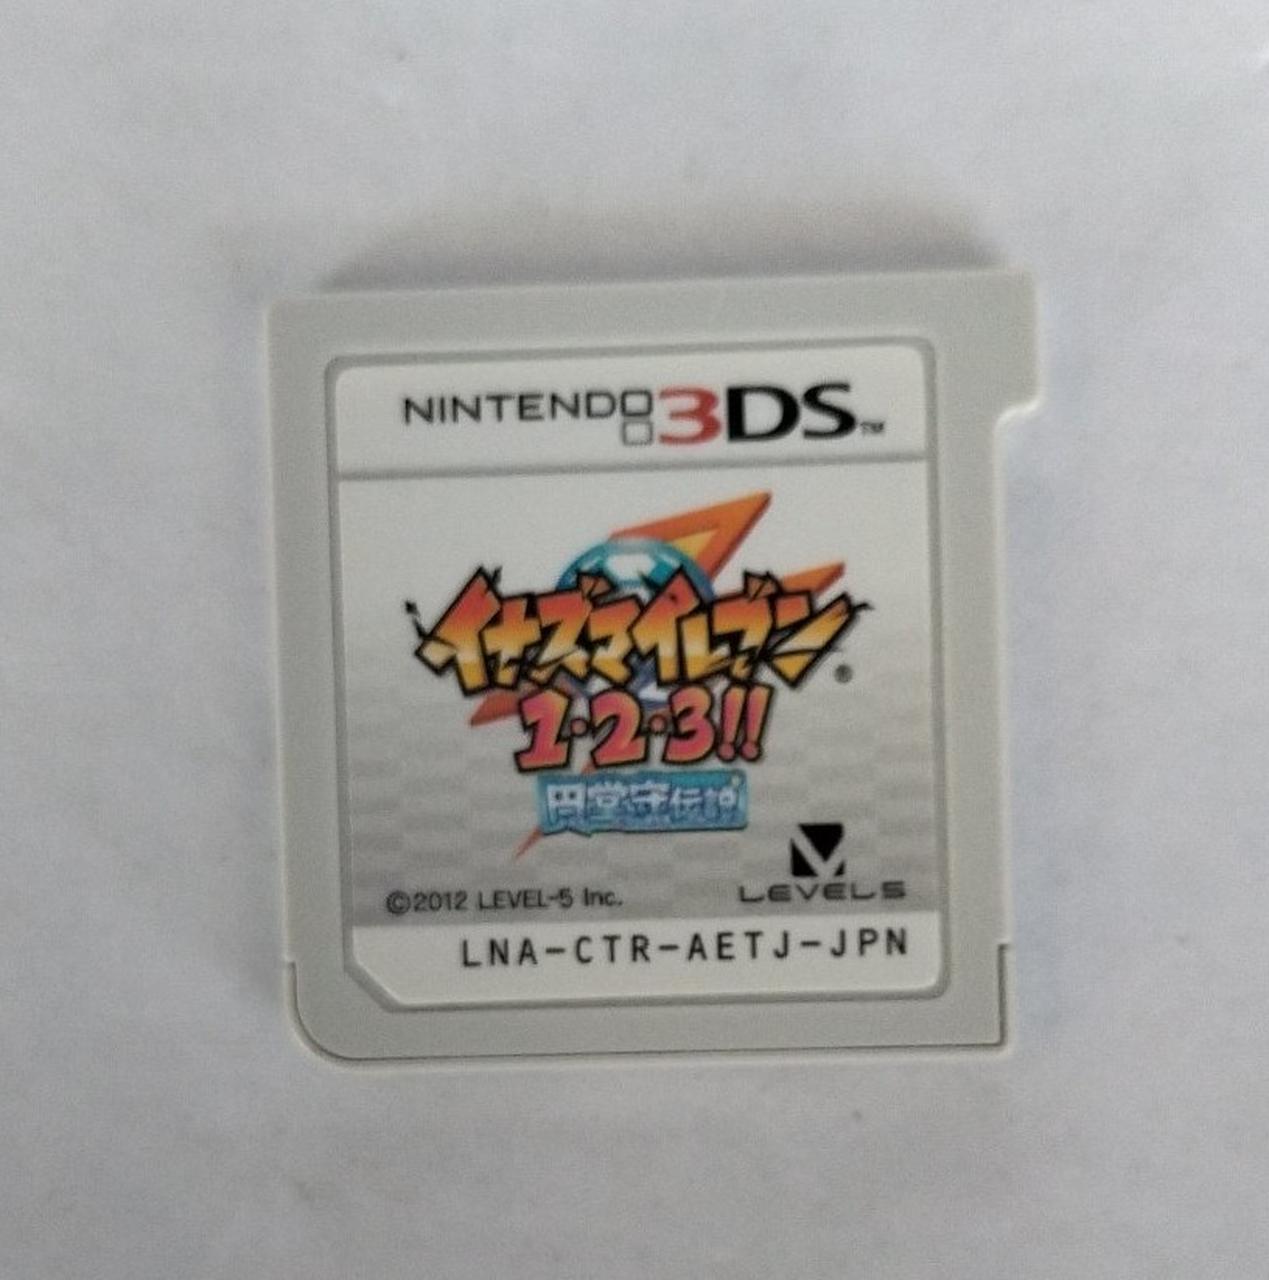 NINTENDO 3DS™
イナズマイレブン®
1・2・3!!
円堂守伝説
©2012 LEVEL-5 Inc.
LEVEL5
LNA-CTR-AETJ-JPN